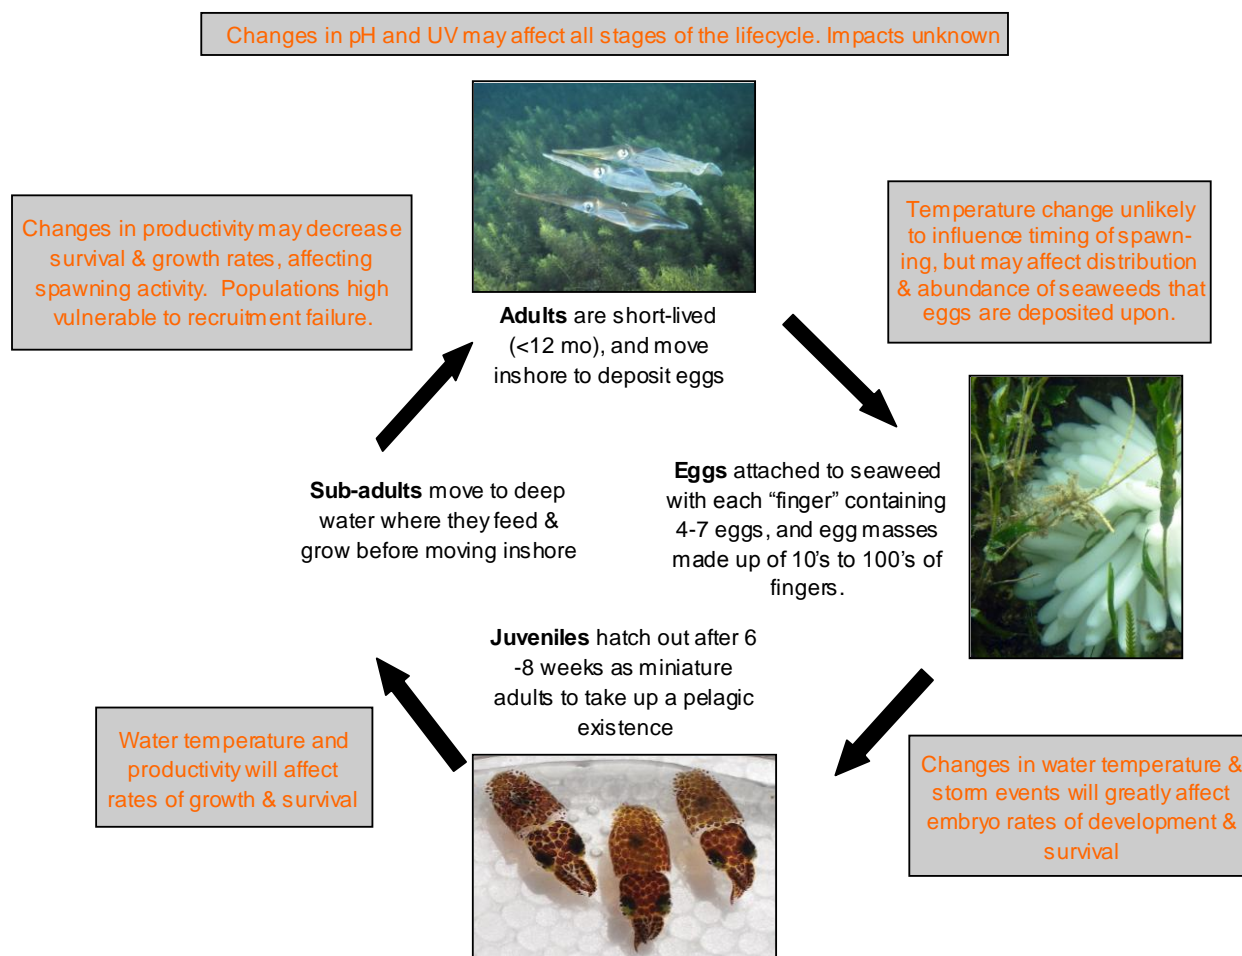 Changes in pH and UV may affect all stages of the lifecycle. Impacts unknown
Changes in productivity may decrease
survival & growth rates, affecting
spawning activity. Populations high
vulnerable to recruitment failure.
Temperature change unlikely
to influence timing of spawn-
ing, but may affect distribution
& abundance of seaweeds that
eggs are deposited upon.
Adults are short-lived
(<12 mo), and move
inshore to deposit eggs
Sub-adults move to deep
water where they feed &
grow before moving inshore
Eggs attached to seaweed
with each “finger” containing
4-7 eggs, and egg masses
made up of 10’s to 100’s of
fingers.
Juveniles hatch out after 6
-8 weeks as miniature
adults to take up a pelagic
existence
Water temperature and
productivity will affect
rates of growth & survival
Changes in water temperature &
storm events will greatly affect
embryo rates of development &
survival